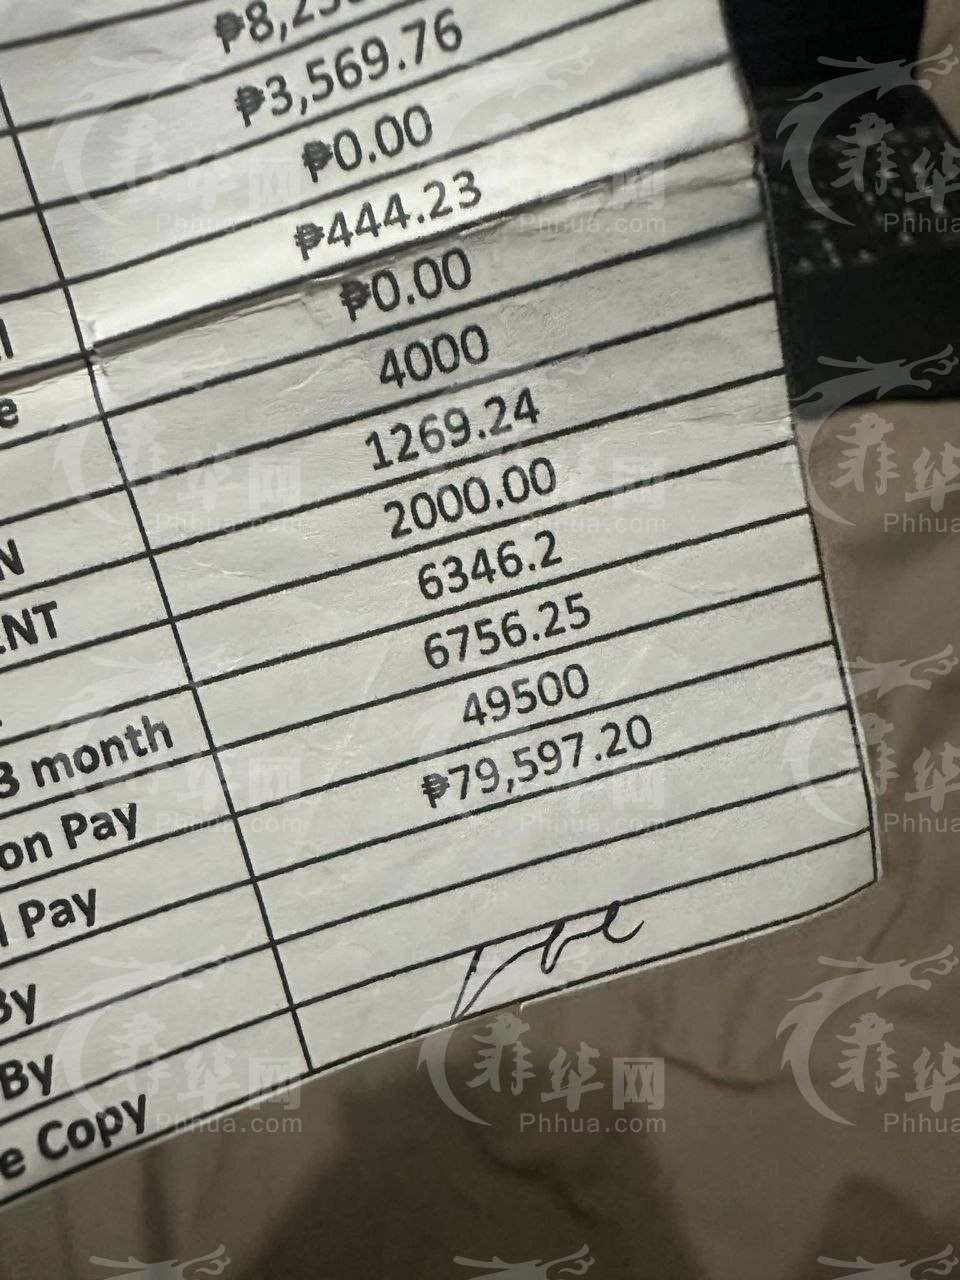 ₱3,569.76
₱0.00
₱444.23
₱0.00
4000
1269.24
2000.00
6346.2
3 month 6756.25
on Pay 49500
Pay ₱79,597.20
By
By
e Copy
菲华网
Phhua.com